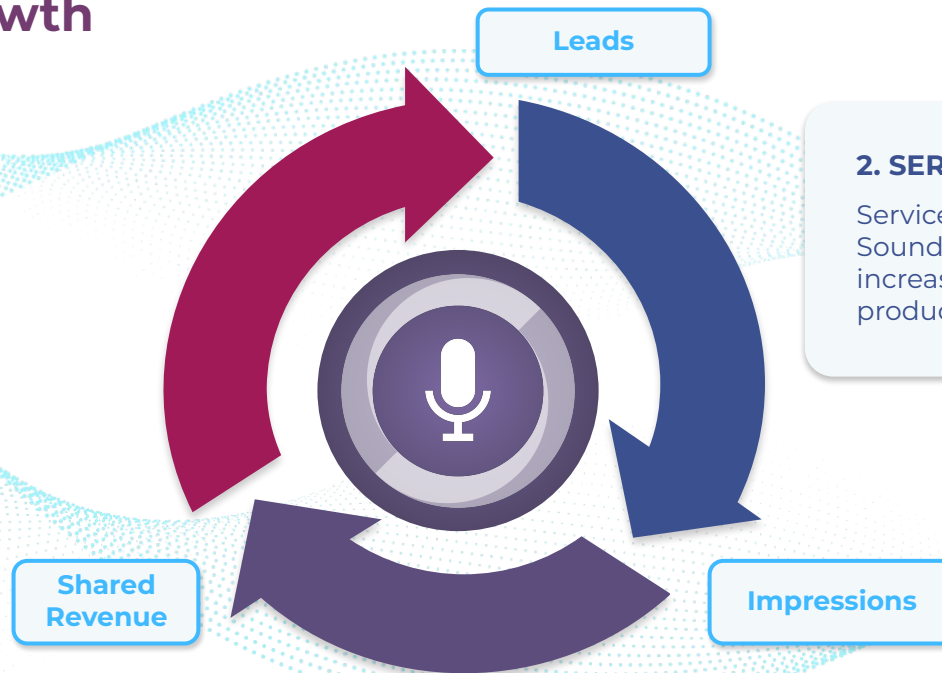 wth
Leads
2. SER
Service
Sound
increas
produc
Shared
Revenue
Impressions